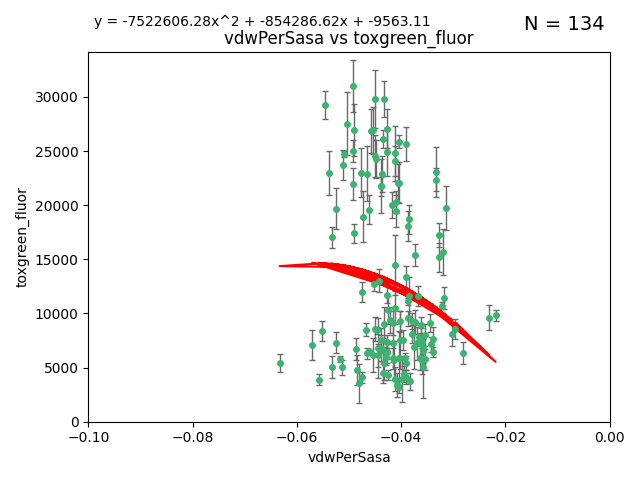 y = -7522606.28x^2 + -854286.62x + -9563.11
N = 134
vdwPerSasa vs toxgreen_fluor
30000
25000
20000
15000
10000
5000
0
toxgreen_fluor
−0.10
−0.08
−0.06
−0.04
−0.02
0.00
vdwPerSasa